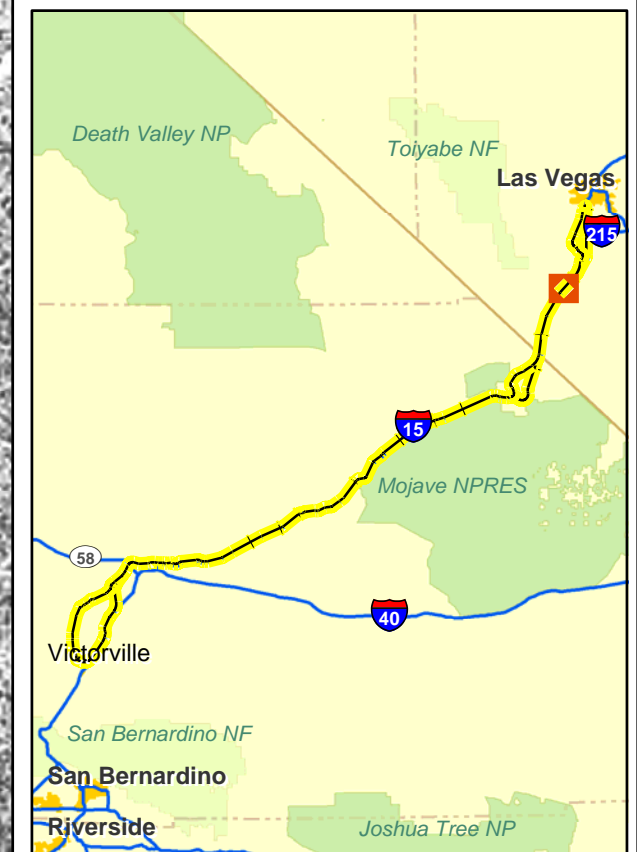 Death Valley NP
Toiyabe NF
Las Vegas
215
15
Mojave NPRES
58
40
Victorville
San Bernardino NF
San Bernardino
Riverside
Joshua Tree NP